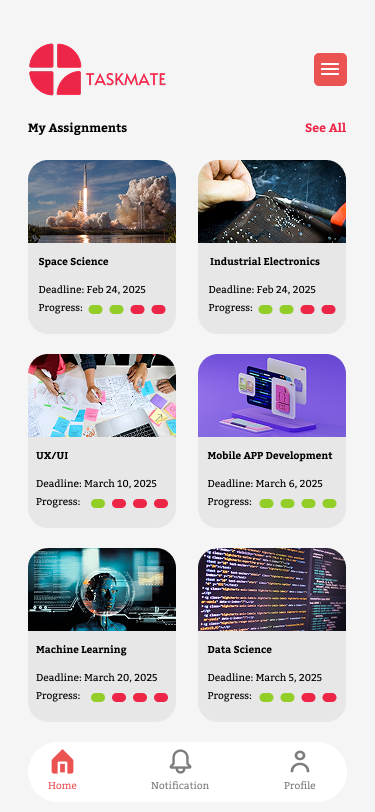 TASKMATE
My Assignments
See All
Space Science
Deadline: Feb 24, 2025
Progress:
Industrial Electronics
Deadline: Feb 24, 2025
Progress:
UX/UI
Deadline: March 10, 2025
Progress:
Mobile APP Development
Deadline: March 6, 2025
Progress:
Machine Learning
Deadline: March 20, 2025
Progress:
Data Science
Deadline: March 5, 2025
Progress:
Home
Notification
Profile